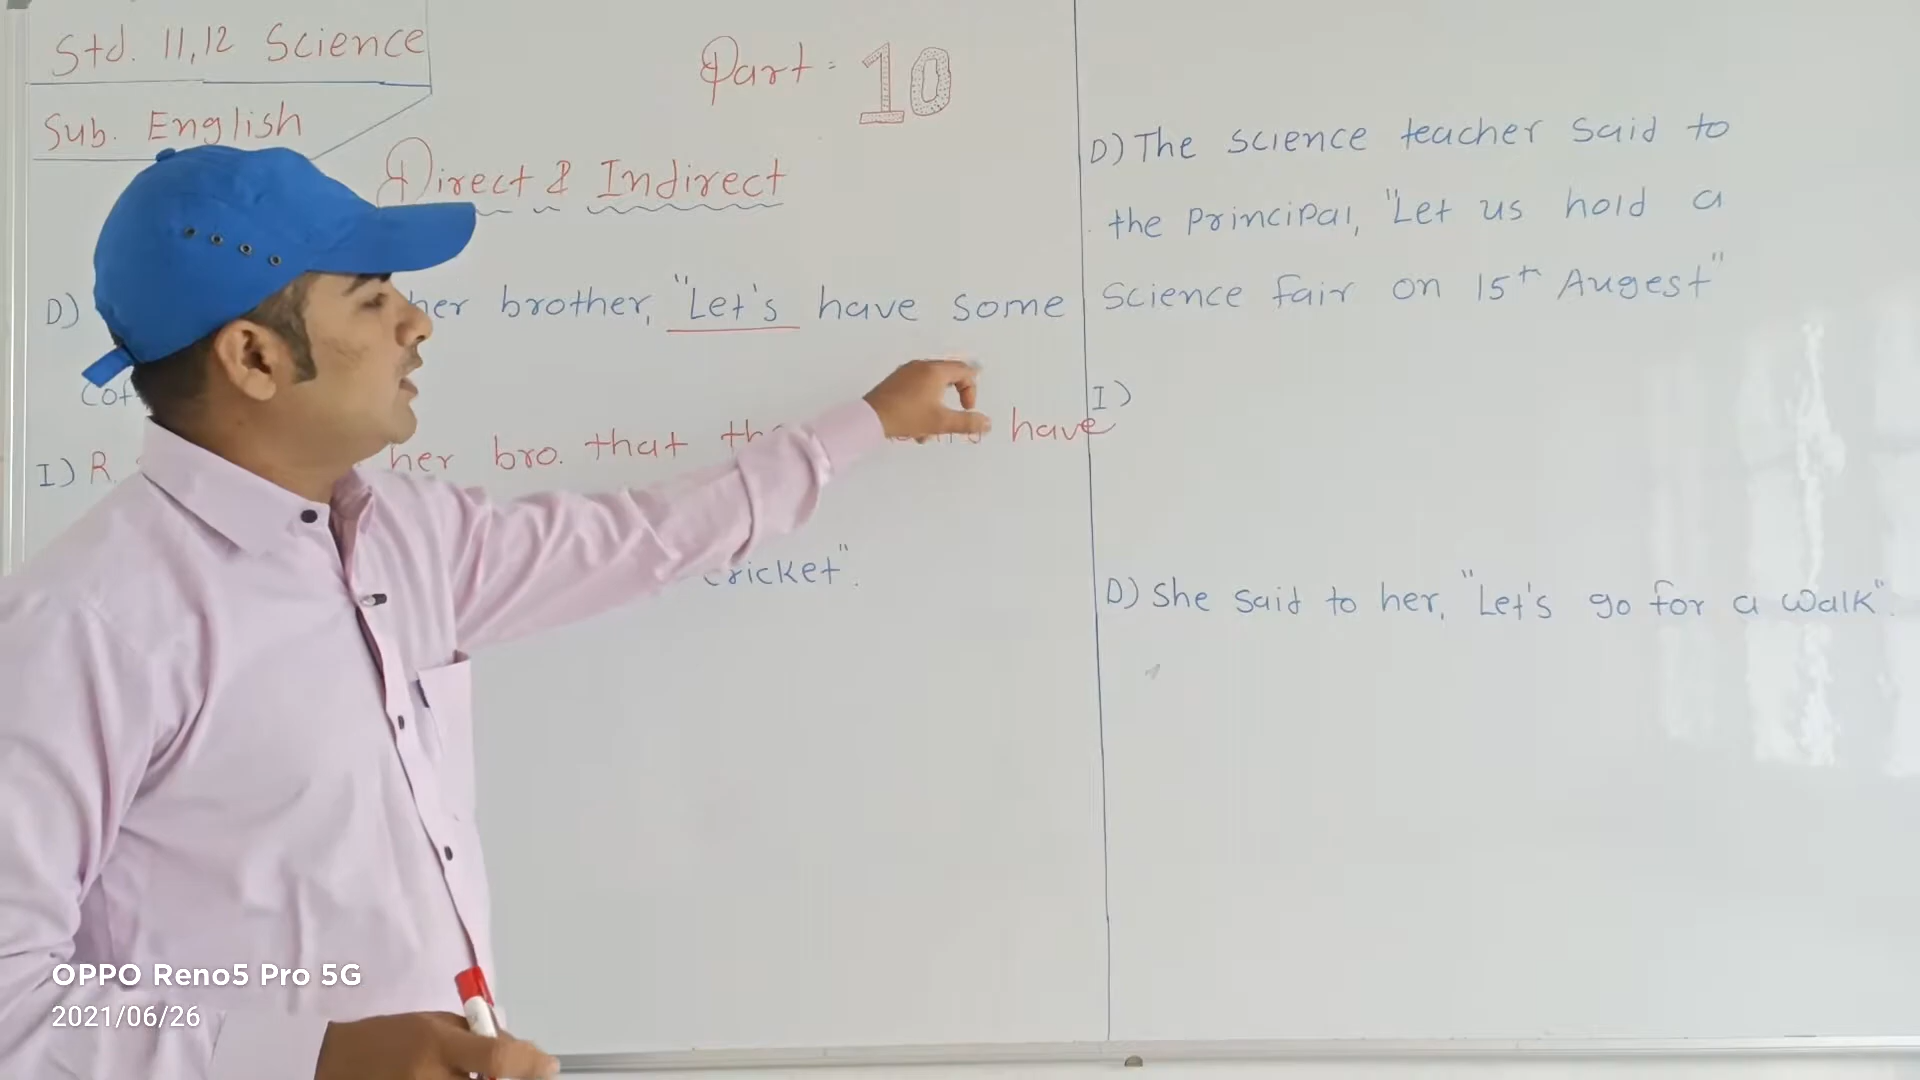 Std. 11,12 Science
Sub. English
Part = 10
Direct & Indirect
D) her brother, "Let's have some
I) R. her bro. that have
cricket".
D) The science teacher said to
the Principal, "Let us hold a
Science fair on 15th Augest"
I)
D) She said to her, "Let's go for a walk".
OPPO Reno5 Pro 5G
2021/06/26